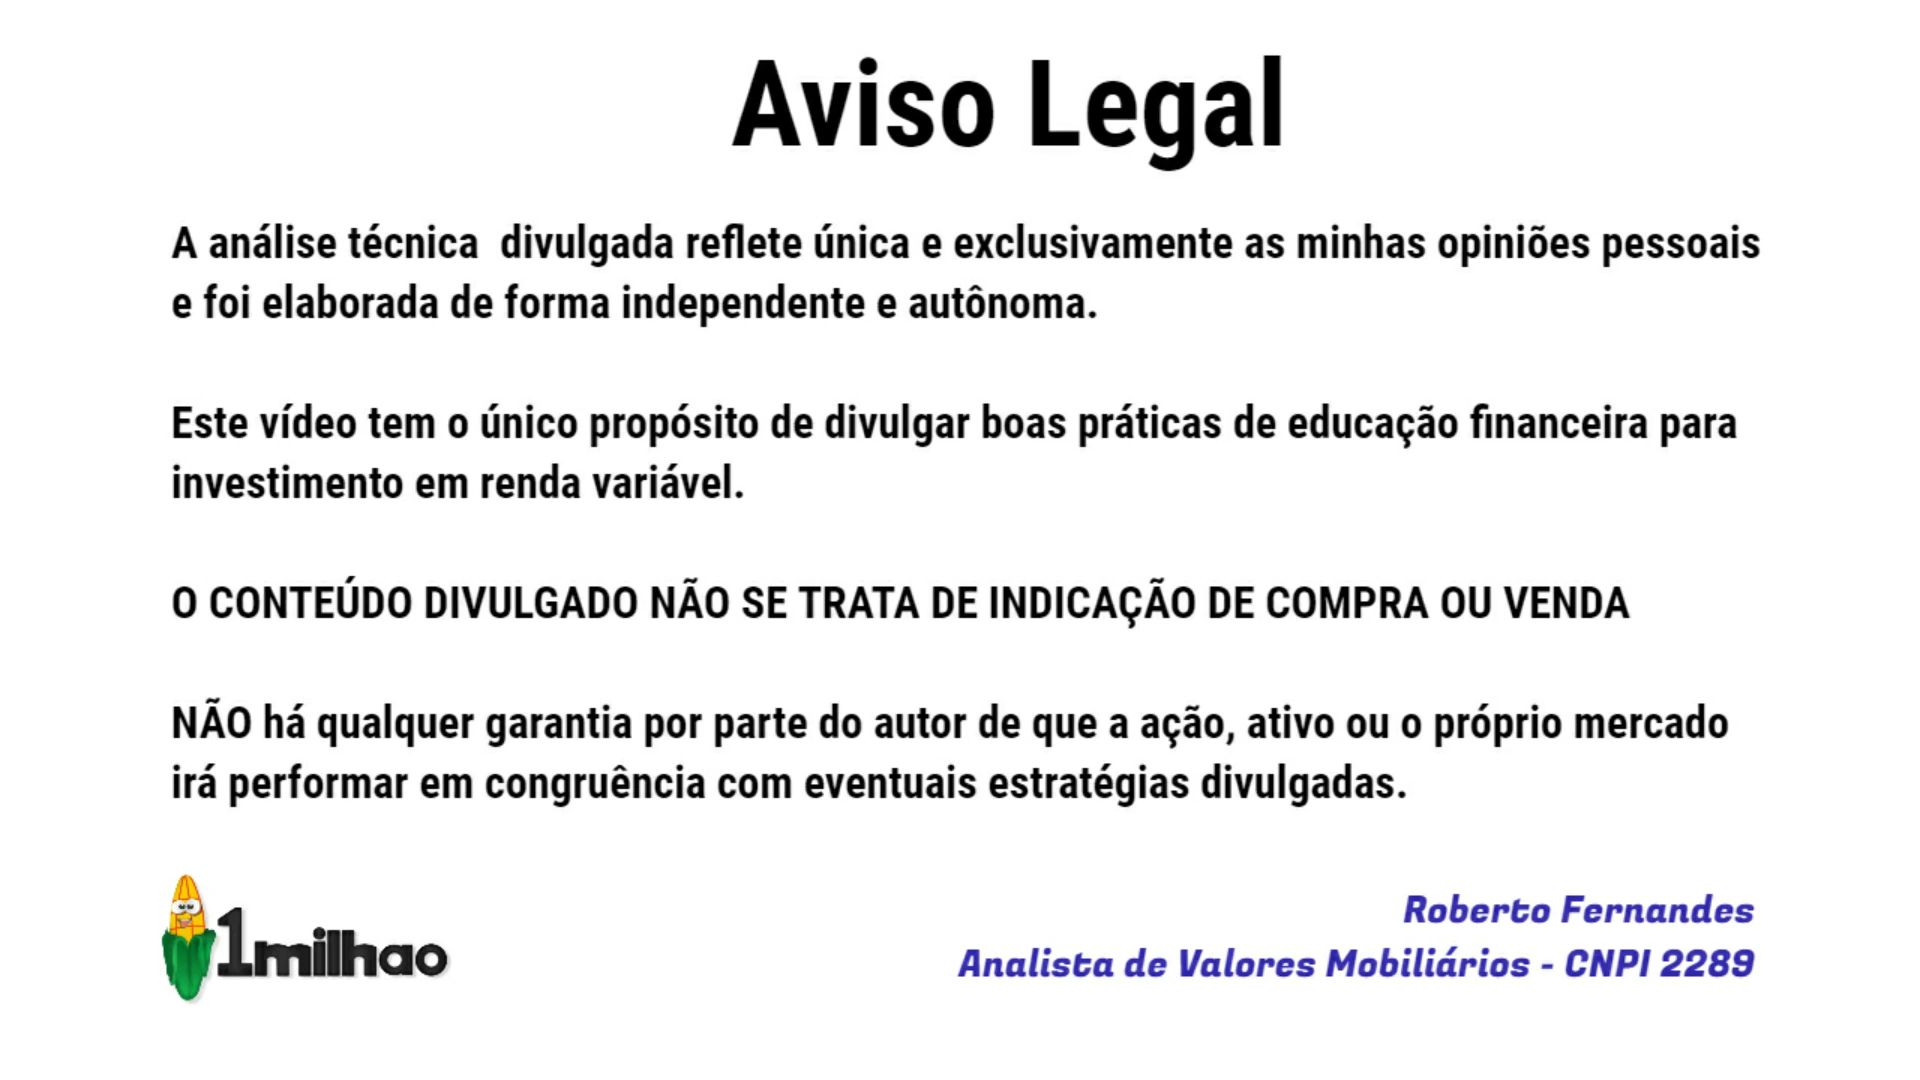 Aviso Legal
A análise técnica  divulgada reflete única e exclusivamente as minhas opiniões pessoais
e foi elaborada de forma independente e autônoma.
Este vídeo tem o único propósito de divulgar boas práticas de educação financeira para
investimento em renda variável.
O CONTEÚDO DIVULGADO NÃO SE TRATA DE INDICAÇÃO DE COMPRA OU VENDA
NÃO há qualquer garantia por parte do autor de que a ação, ativo ou o próprio mercado
irá performar em congruência com eventuais estratégias divulgadas.
1milhao
Roberto Fernandes
Analista de Valores Mobiliários - CNPI 2289